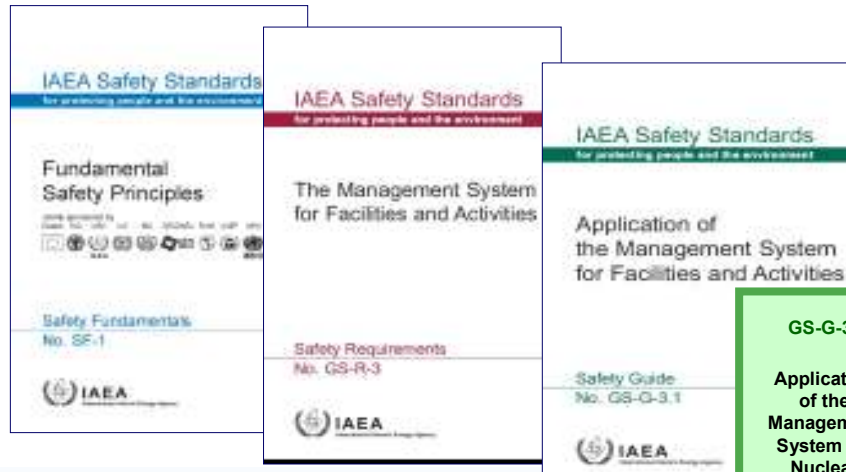 IAEA Safety Standards
for protecting people and the environment
Fundamental
Safety Principles
Safety Fundamentals
No. SF-1
IAEA
IAEA Safety Standards
for protecting people and the environment
The Management System
for Facilities and Activities
Safety Requirements
No. GS-R-3
IAEA
IAEA Safety Standards
for protecting people and the environment
Application of
the Management System
for Facilities and Activities
Safety Guide
No. GS-G-3.1
IAEA
GS-G-3
Applicat
of the
Managem
System
Nuclea